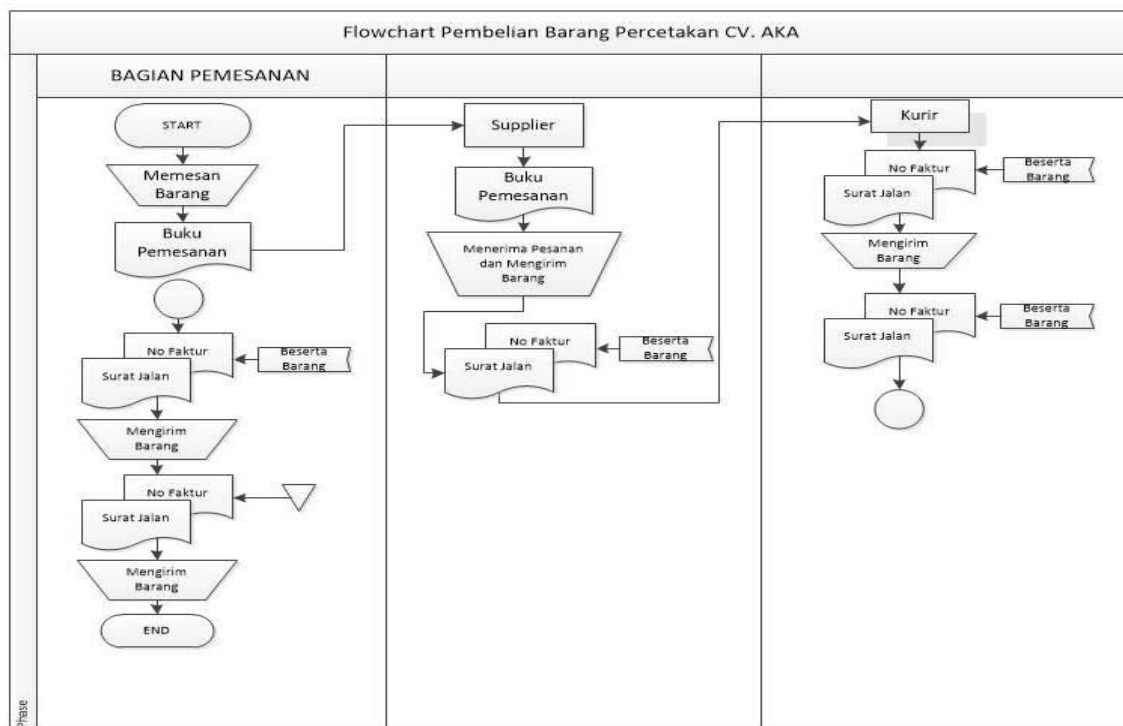 Flowchart Pembelian Barang Percetakan CV. AKA
BAGIAN PEMESANAN
START
Memesan
Barang
Buku
Pemesanan
No Faktur
Surat Jalan
Beserta
Barang
Mengirim
Barang
No Faktur
Surat Jalan
Mengirim
Barang
END
Supplier
Buku
Pemesanan
Menerima Pesanan
dan Mengirim
Barang
No Faktur
Surat Jalan
Beserta
Barang
Kurir
No Faktur
Surat Jalan
Beserta
Barang
Mengirim
Barang
No Faktur
Surat Jalan
Beserta
Barang
Phase